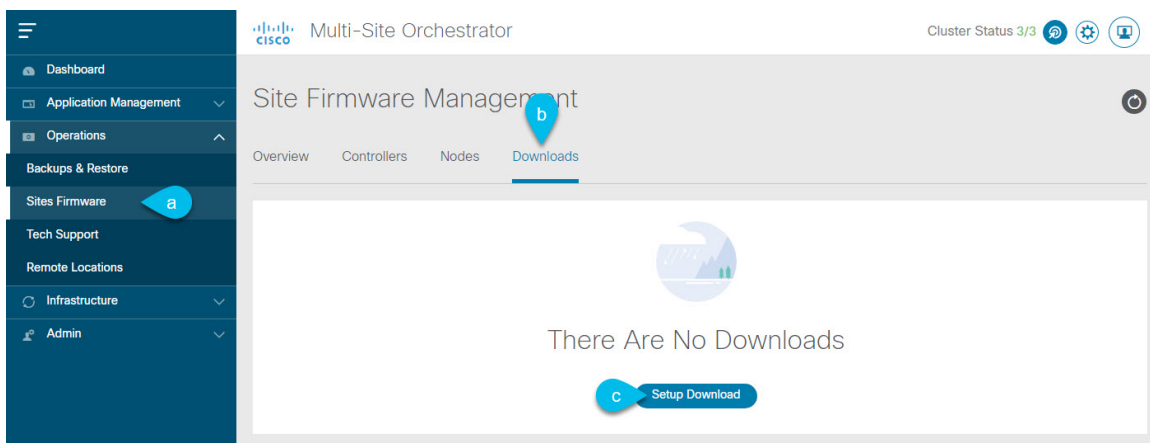 CISCO Multi-Site Orchestrator Cluster Status 3/3
Dashboard
Application Management
Operations
Backups & Restore
Sites Firmware a
Tech Support
Remote Locations
Infrastructure
Admin
Site Firmware Management
b
Overview Controllers Nodes Downloads
There Are No Downloads
c Setup Download